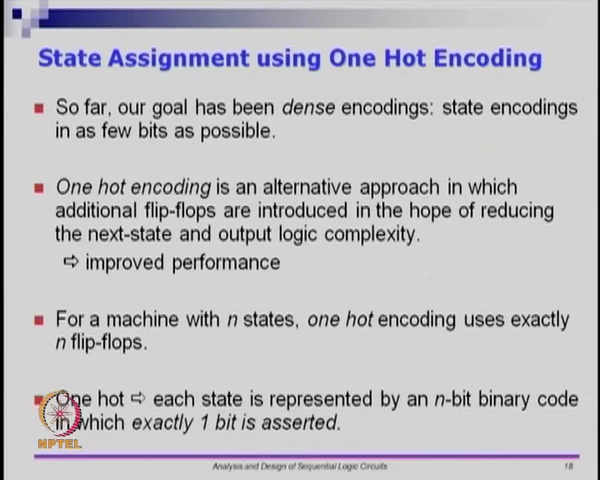 State Assignment using One Hot Encoding
So far, our goal has been dense encodings: state encodings
in as few bits as possible.
One hot encoding is an alternative approach in which
additional flip-flops are introduced in the hope of reducing
the next-state and output logic complexity.
⇨ improved performance
For a machine with n states, one hot encoding uses exactly
n flip-flops.
One hot ⇨ each state is represented by an n-bit binary code
in which exactly 1 bit is asserted.
NPTEL
Analysis and Design of Sequential Logic Circuits
18